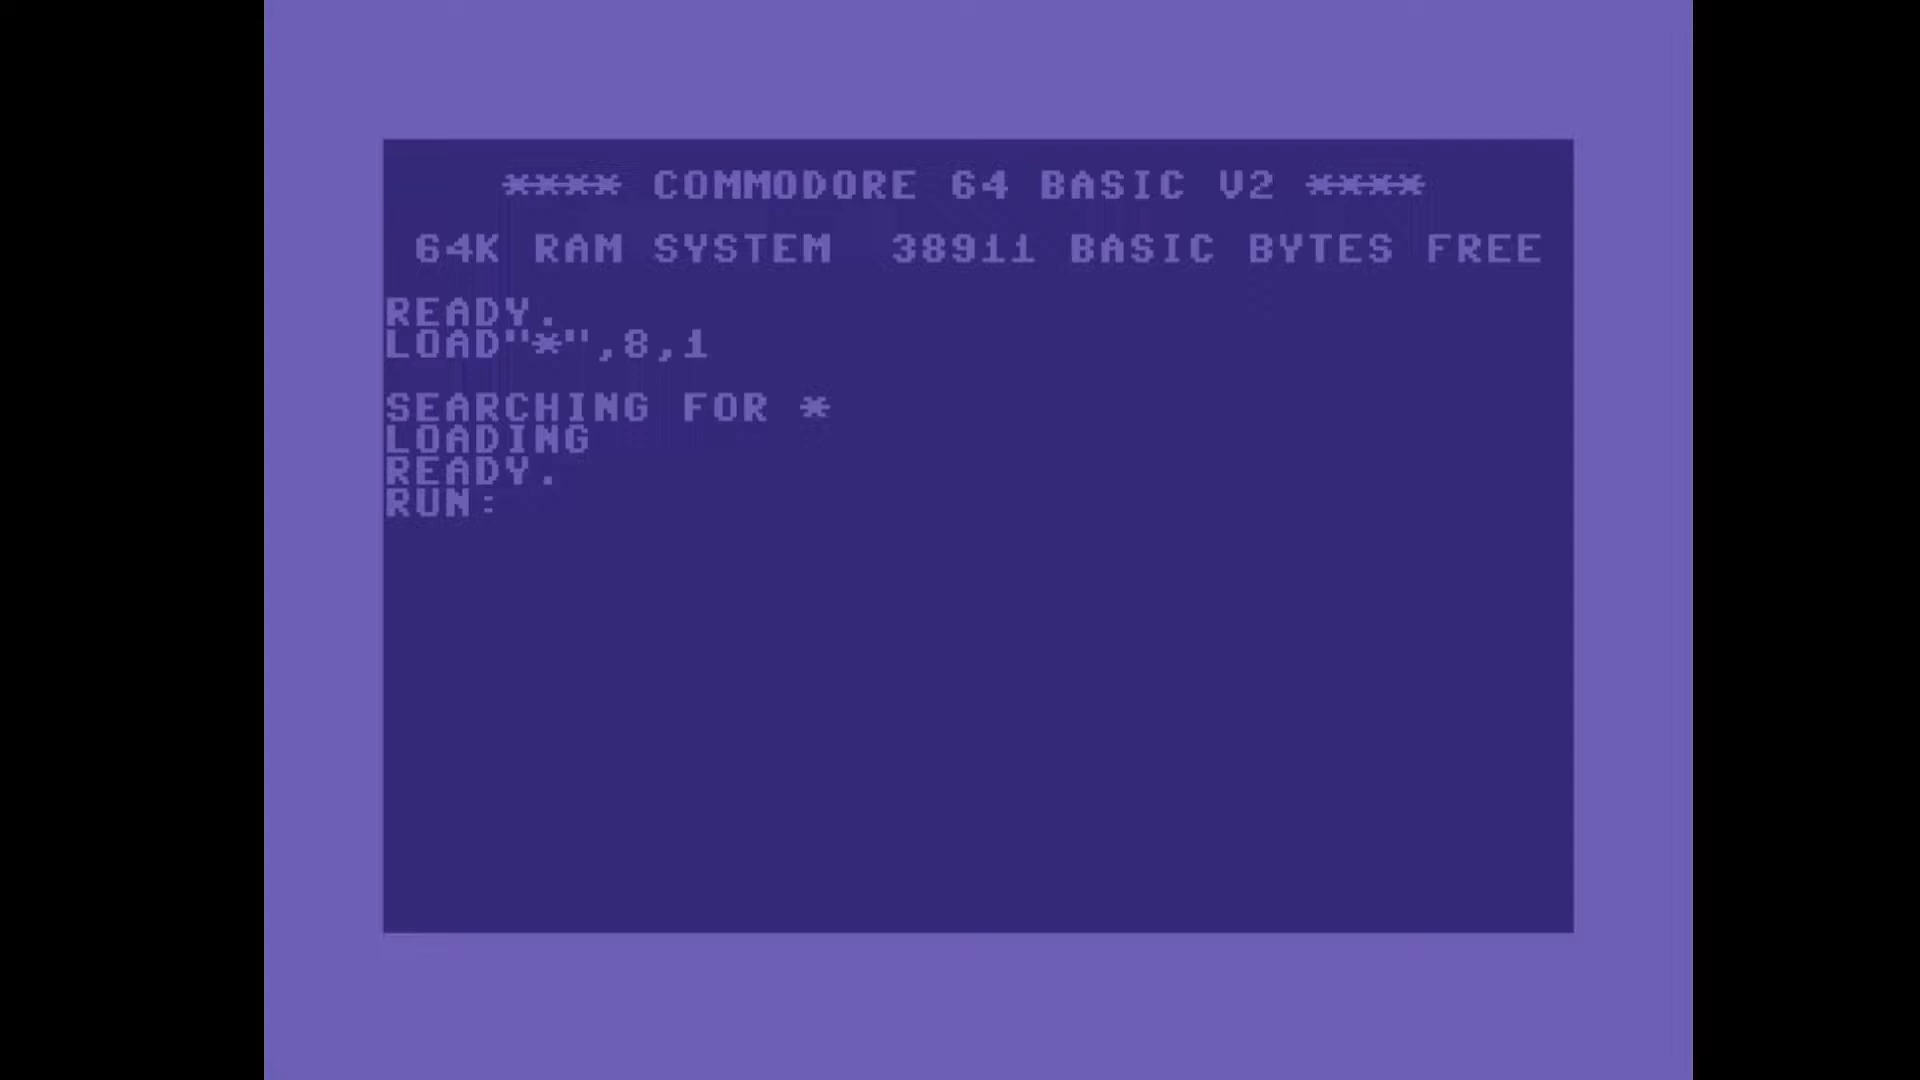 **** COMMODORE 64 BASIC V2 ****
64K RAM SYSTEM  38911 BASIC BYTES FREE
READY.
LOAD"*",8,1
SEARCHING FOR *
LOADING
READY.
RUN: